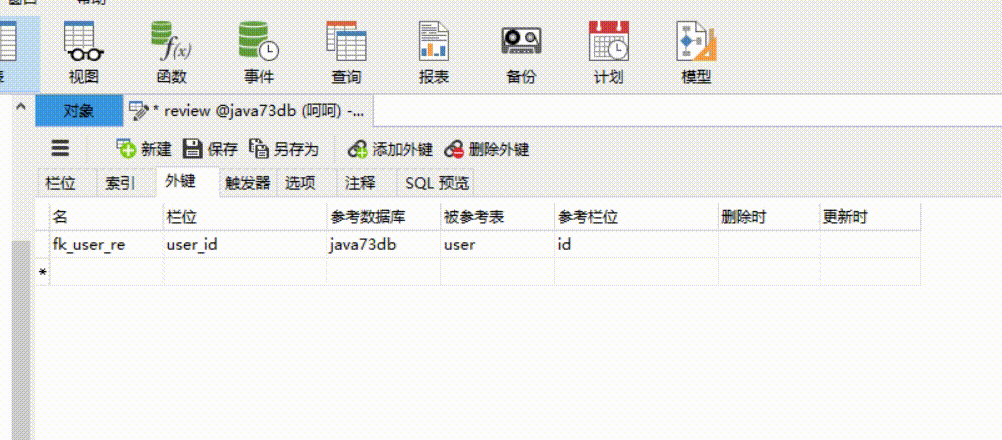 视图 函数 事件 查询 报表 备份 计划 模型
对象 * review @java73db (呵呵) -...
新建 保存 另存为 添加外键 删除外键
栏位 索引 外键 触发器 选项 注释 SQL 预览
名 栏位 参考数据库 被参考表 参考栏位 删除时 更新时
fk_user_re user_id java73db user id
*